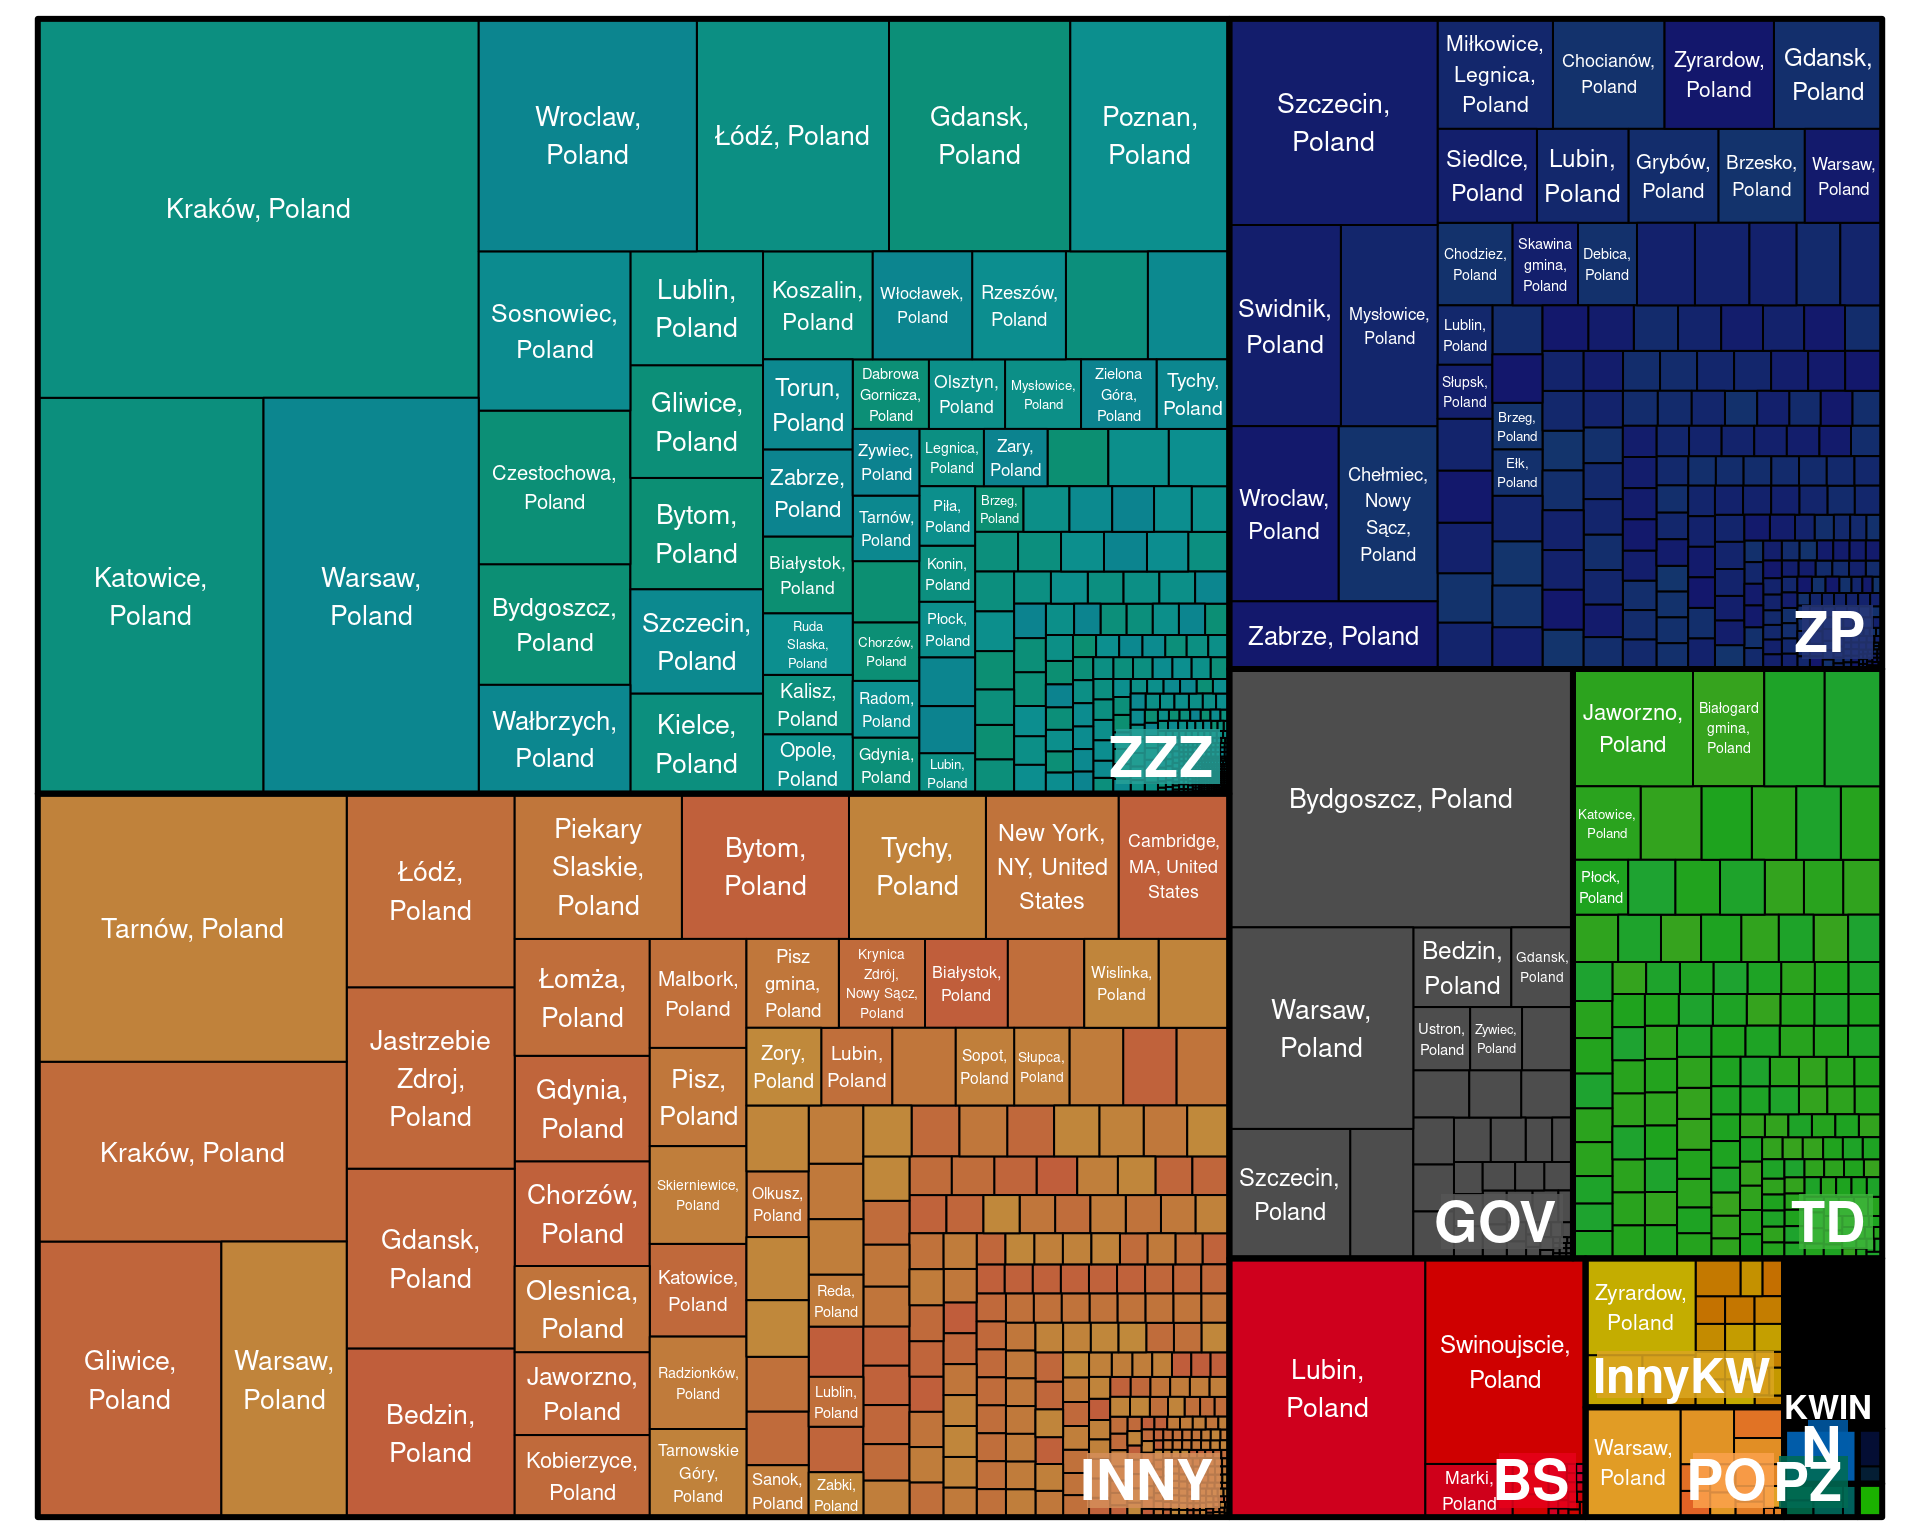 Kraków, Poland
Katowice,
Poland
Warsaw,
Poland
Wroclaw,
Poland
Łódź, Poland
Gdansk,
Poland
Poznan,
Poland
Sosnowiec,
Poland
Czestochowa,
Poland
Bydgoszcz,
Poland
Wałbrzych,
Poland
Lublin,
Poland
Gliwice,
Poland
Bytom,
Poland
Szczecin,
Poland
Kielce,
Poland
Koszalin,
Poland
Włocławek,
Poland
Rzeszów,
Poland
Torun,
Poland
Zabrze,
Poland
Białystok,
Poland
Ruda
Slaska,
Poland
Kalisz,
Poland
Opole,
Poland
Dabrowa
Gornicza,
Poland
Olsztyn,
Poland
Mysłowice,
Poland
Zielona
Góra,
Poland
Tychy,
Poland
Zywiec,
Poland
Tarnów,
Poland
Chorzów,
Poland
Radom,
Poland
Gdynia,
Poland
Legnica,
Poland
Zary,
Poland
Piła,
Poland
Brzeg,
Poland
Konin,
Poland
Płock,
Poland
Lubin,
Poland
ZZZ
Szczecin,
Poland
Swidnik,
Poland
Mysłowice,
Poland
Wroclaw,
Poland
Chełmiec,
Nowy
Sącz,
Poland
Zabrze, Poland
Miłkowice,
Legnica,
Poland
Chocianów,
Poland
Zyrardow,
Poland
Gdansk,
Poland
Siedlce,
Poland
Lubin,
Poland
Grybów,
Poland
Brzesko,
Poland
Warsaw,
Poland
Chodziez,
Poland
Skawina
gmina,
Poland
Debica,
Poland
Lublin,
Poland
Słupsk,
Poland
Brzeg,
Poland
Ełk,
Poland
ZP
Tarnów, Poland
Kraków, Poland
Gliwice,
Poland
Warsaw,
Poland
Łódź,
Poland
Jastrzebie
Zdroj,
Poland
Gdansk,
Poland
Bedzin,
Poland
Piekary
Slaskie,
Poland
Bytom,
Poland
Tychy,
Poland
New York,
NY, United
States
Cambridge,
MA, United
States
Łomża,
Poland
Gdynia,
Poland
Chorzów,
Poland
Olesnica,
Poland
Jaworzno,
Poland
Kobierzyce,
Poland
Malbork,
Poland
Pisz,
Poland
Skierniewice,
Poland
Katowice,
Poland
Radzionków,
Poland
Tarnowskie
Góry,
Poland
Pisz
gmina,
Poland
Krynica
Zdrój,
Nowy Sącz,
Poland
Białystok,
Poland
Wislinka,
Poland
Zory,
Poland
Lubin,
Poland
Sopot,
Poland
Słupca,
Poland
Olkusz,
Poland
Reda,
Poland
Lublin,
Poland
Sanok,
Poland
Zabki,
Poland
INNY
Bydgoszcz, Poland
Warsaw,
Poland
Szczecin,
Poland
Bedzin,
Poland
Gdansk,
Poland
Ustron,
Poland
Zywiec,
Poland
GOV
Jaworzno,
Poland
Białogard
gmina,
Poland
Katowice,
Poland
Płock,
Poland
TD
Lubin,
Poland
Swinoujscie,
Poland
Marki,
Poland
BS
Zyrardow,
Poland
InnyKW
Warsaw,
Poland
PO
KWIN
N
PZ